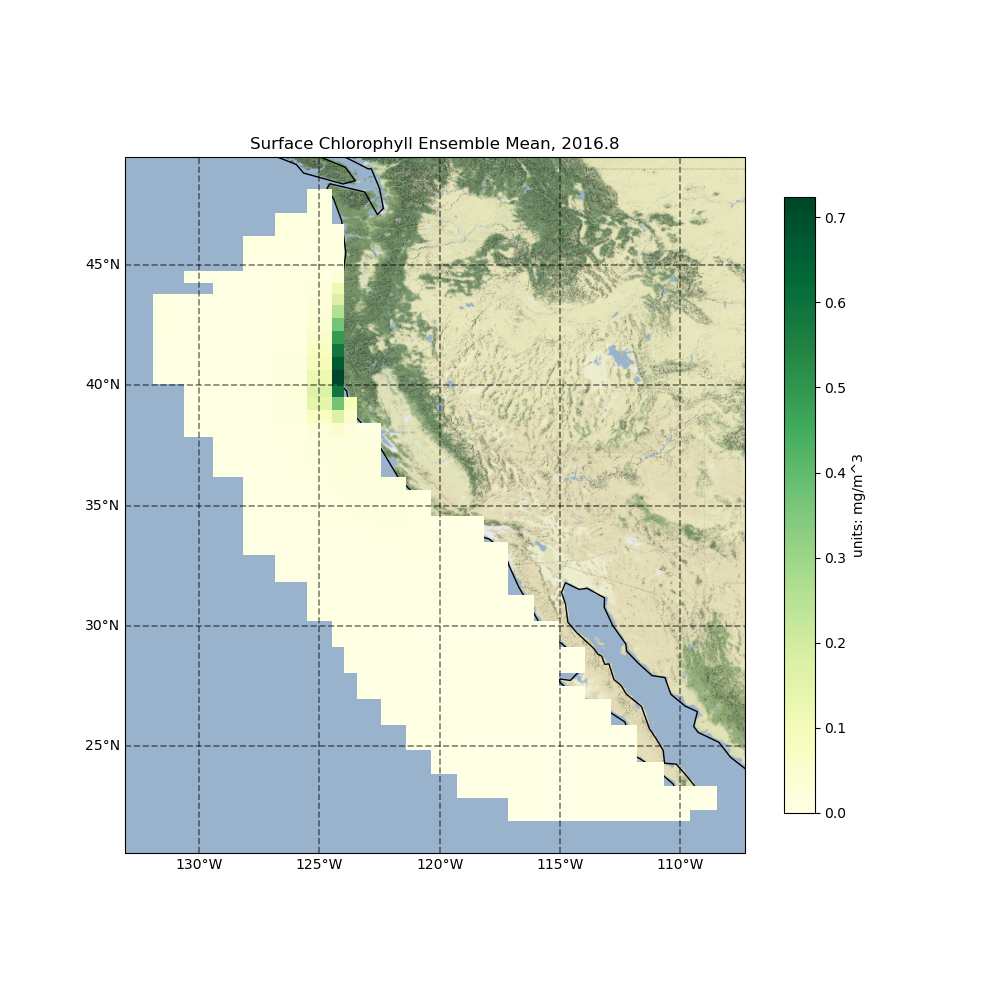 Surface Chlorophyll Ensemble Mean, 2016.8
45°N
40°N
35°N
30°N
25°N
130°W
125°W
120°W
115°W
110°W
0.7
0.6
0.5
0.4
0.3
0.2
0.1
0.0
units: mg/m^3